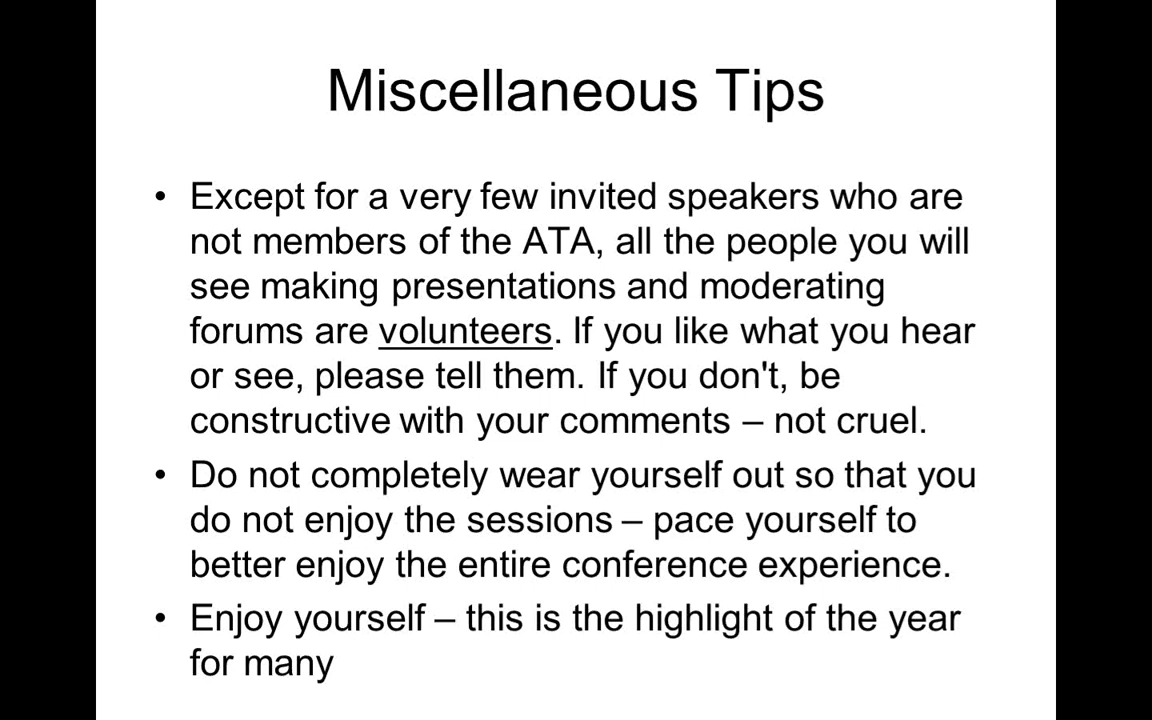 Miscellaneous Tips
• Except for a very few invited speakers who are
not members of the ATA, all the people you will
see making presentations and moderating
forums are volunteers. If you like what you hear
or see, please tell them. If you don't, be
constructive with your comments – not cruel.
• Do not completely wear yourself out so that you
do not enjoy the sessions – pace yourself to
better enjoy the entire conference experience.
• Enjoy yourself – this is the highlight of the year
for many